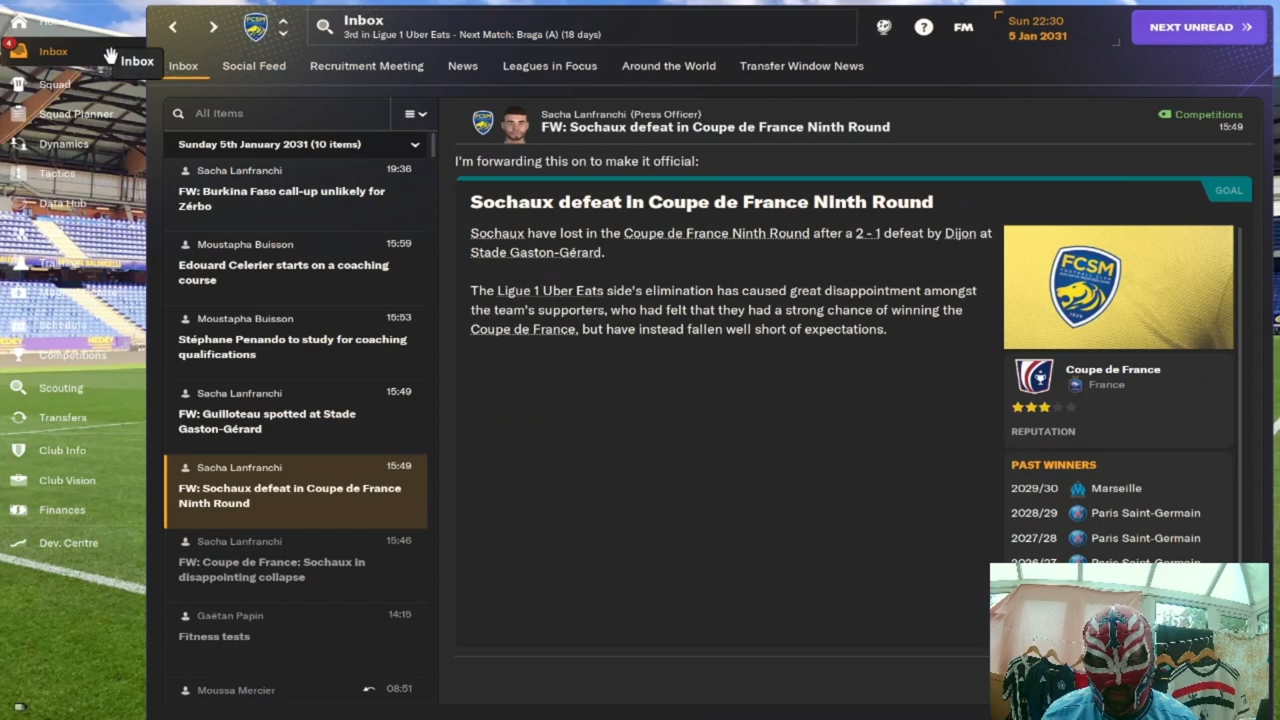 Inbox
3rd in Ligue 1 Uber Eats - Next Match: Braga (A) (18 days)
FM
Sun 22:30
5 Jan 2031
NEXT UNREAD
4
Inbox
Inbox
Squad
Squad Planner
Dynamics
Tactics
Data Hub
Schedule
Competitions
Scouting
Transfers
Club Info
Club Vision
Finances
Dev. Centre
Inbox
Social Feed
Recruitment Meeting
News
Leagues in Focus
Around the World
Transfer Window News
All Items
Sunday 5th January 2031 (10 items)
Sacha Lanfranchi 19:36
FW: Burkina Faso call-up unlikely for
Zérbo
Moustapha Buisson 15:59
Edouard Celerier starts on a coaching
course
Moustapha Buisson 15:53
Stéphane Penando to study for coaching
qualifications
Sacha Lanfranchi 15:49
FW: Guilloteau spotted at Stade
Gaston-Gérard
Sacha Lanfranchi 15:49
FW: Sochaux defeat in Coupe de France
Ninth Round
Sacha Lanfranchi 15:46
FW: Coupe de France: Sochaux in
disappointing collapse
Gaëtan Papin 14:15
Fitness tests
Moussa Mercier 08:51
Sacha Lanfranchi (Press Officer)
FW: Sochaux defeat in Coupe de France Ninth Round
Competitions
15:49
I'm forwarding this on to make it official:
GOAL
Sochaux defeat in Coupe de France Ninth Round
Sochaux have lost in the Coupe de France Ninth Round after a 2 - 1 defeat by Dijon at
Stade Gaston-Gérard.
The Ligue 1 Uber Eats side's elimination has caused great disappointment amongst
the team's supporters, who had felt that they had a strong chance of winning the
Coupe de France, but have instead fallen well short of expectations.
FCSM
Coupe de France
France
REPUTATION
PAST WINNERS
2029/30 Marseille
2028/29 Paris Saint-Germain
2027/28 Paris Saint-Germain
2026/27 Paris Saint-Germain